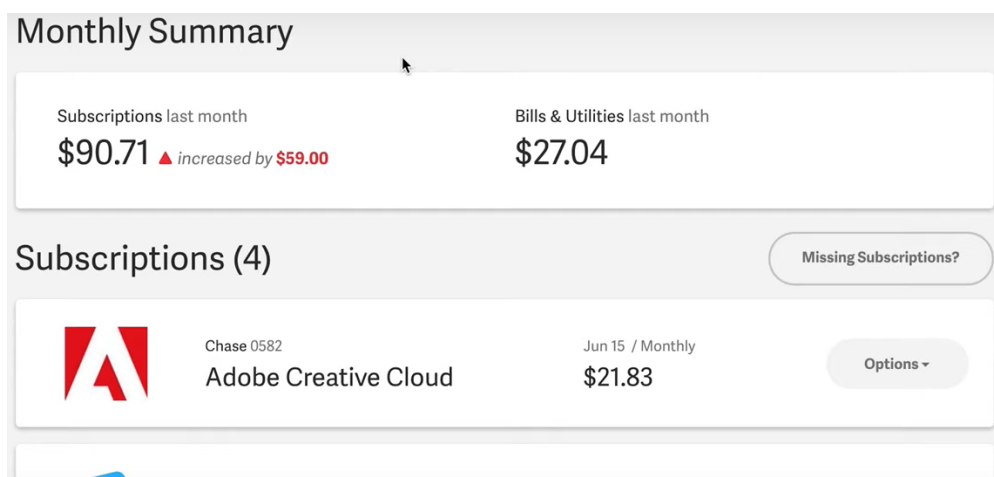 Monthly Summary
Subscriptions last month
$90.71 ▲ increased by $59.00
Bills & Utilities last month
$27.04
Subscriptions (4)
Missing Subscriptions?
Chase 0582
Adobe Creative Cloud
Jun 15 / Monthly
$21.83
Options